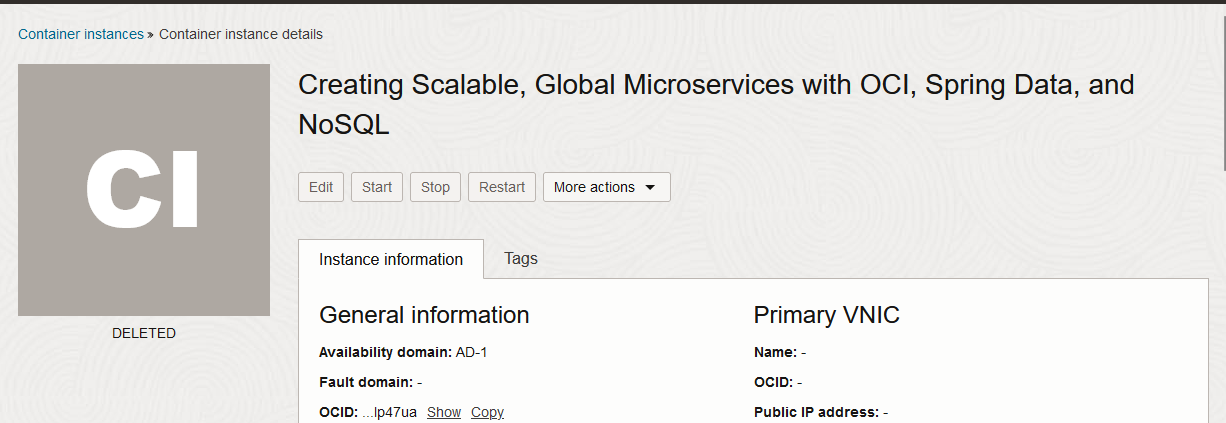 Container instances » Container instance details
CI
DELETED
Creating Scalable, Global Microservices with OCI, Spring Data, and
NoSQL
Edit Start Stop Restart More actions
Instance information Tags
General information
Availability domain: AD-1
Fault domain: -
OCID: ...lp47ua Show Copy
Primary VNIC
Name: -
OCID: -
Public IP address: -